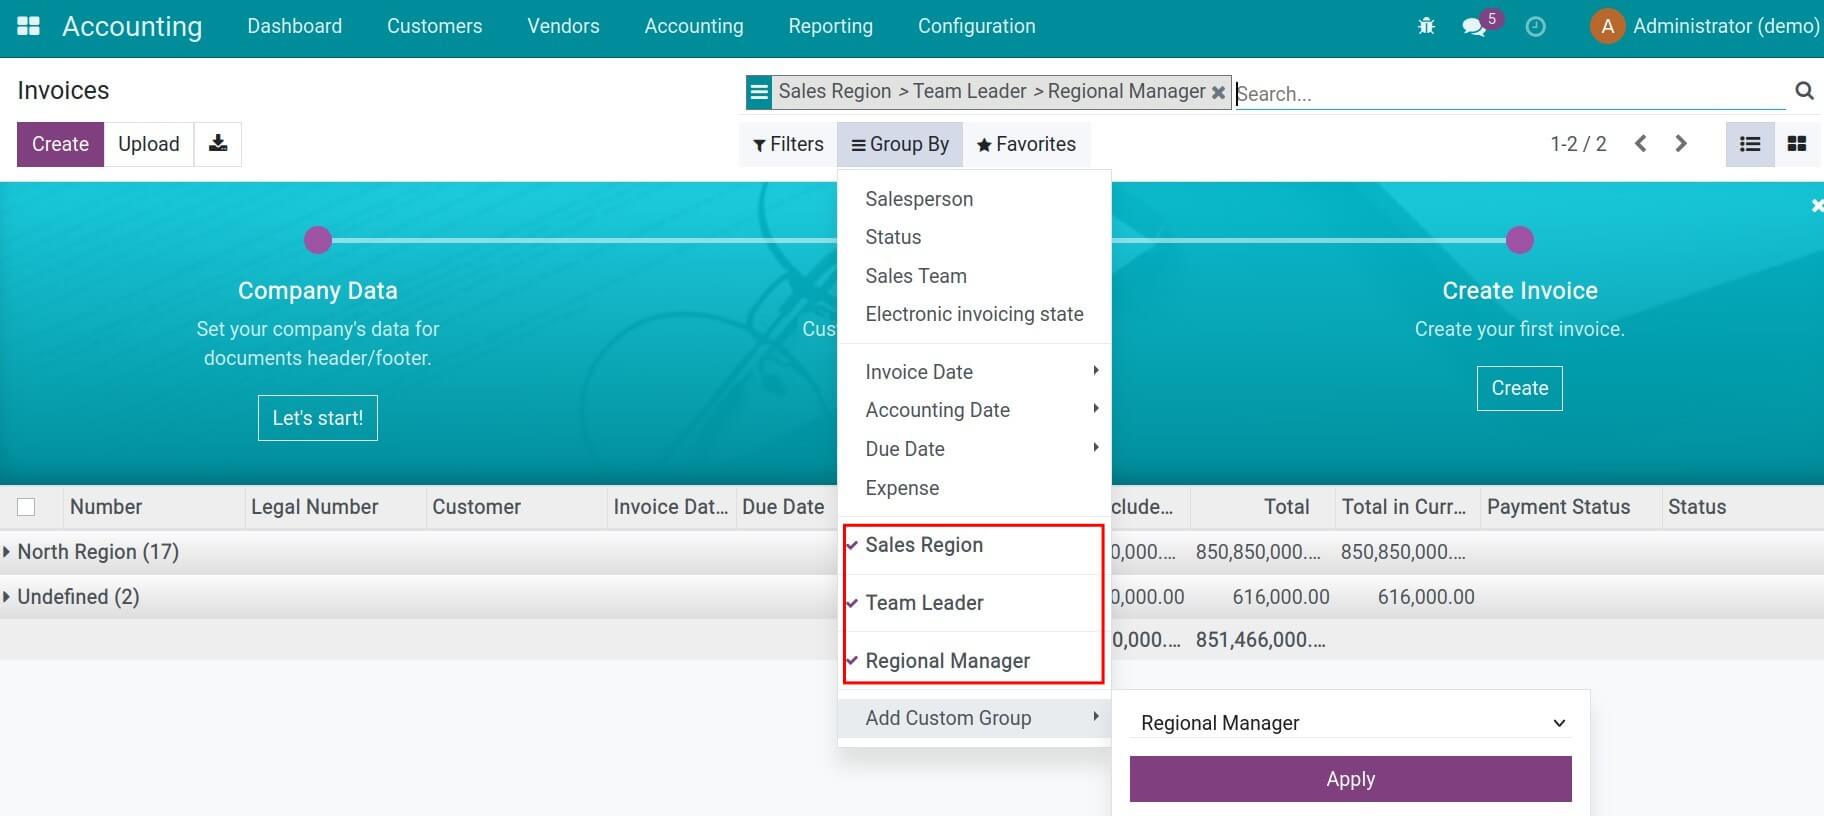 Accounting Dashboard Customers Vendors Accounting Reporting Configuration 5 A Administrator (demo)
Invoices
Sales Region > Team Leader > Regional Manager Search...
Create Upload Filters Group By Favorites 1-2 / 2
Salesperson
Status
Sales Team
Electronic invoicing state
Invoice Date
Accounting Date
Due Date
Expense
Sales Region
Team Leader
Regional Manager
Add Custom Group
Regional Manager
Apply
Company Data
Set your company's data for
documents header/footer.
Let's start!
Cus
Create Invoice
Create your first invoice.
Create
Number Legal Number Customer Invoice Dat... Due Date clude... Total Total in Curr... Payment Status Status
North Region (17) 0,000.... 850,850,000.... 850,850,000....
Undefined (2) 0,000.00 616,000.00 616,000.00
0,000.... 851,466,000....